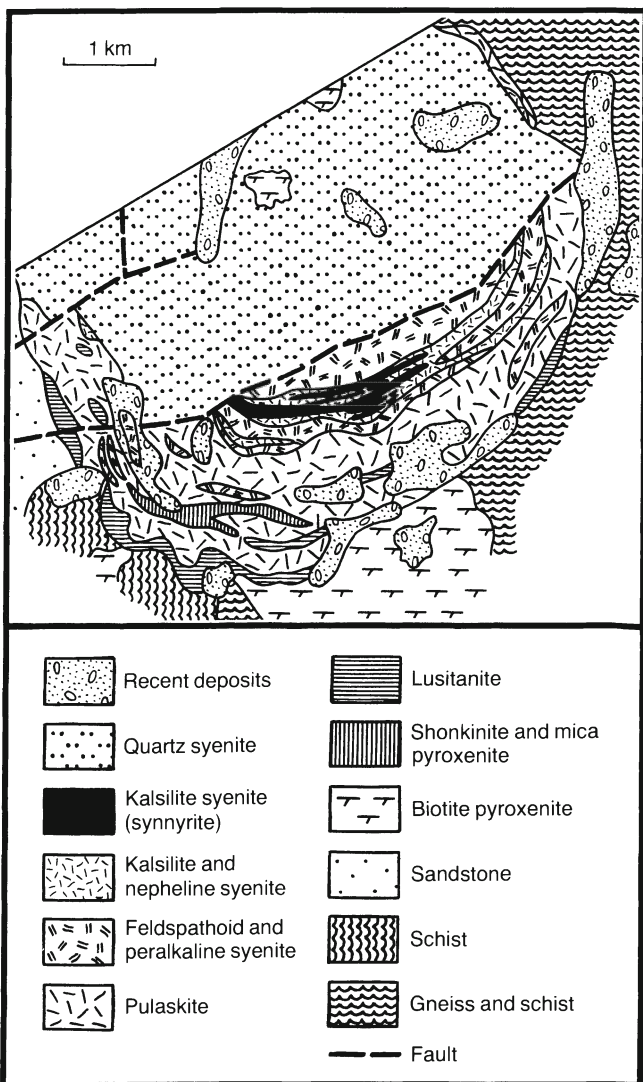 1 km
Recent deposits
Quartz syenite
Kalsilite syenite
(synnyrite)
Kalsilite and
nepheline syenite
Feldspathoid and
peralkaline syenite
Pulaskite
Lusitanite
Shonkinite and mica
pyroxenite
Biotite pyroxenite
Sandstone
Schist
Gneiss and schist
Fault